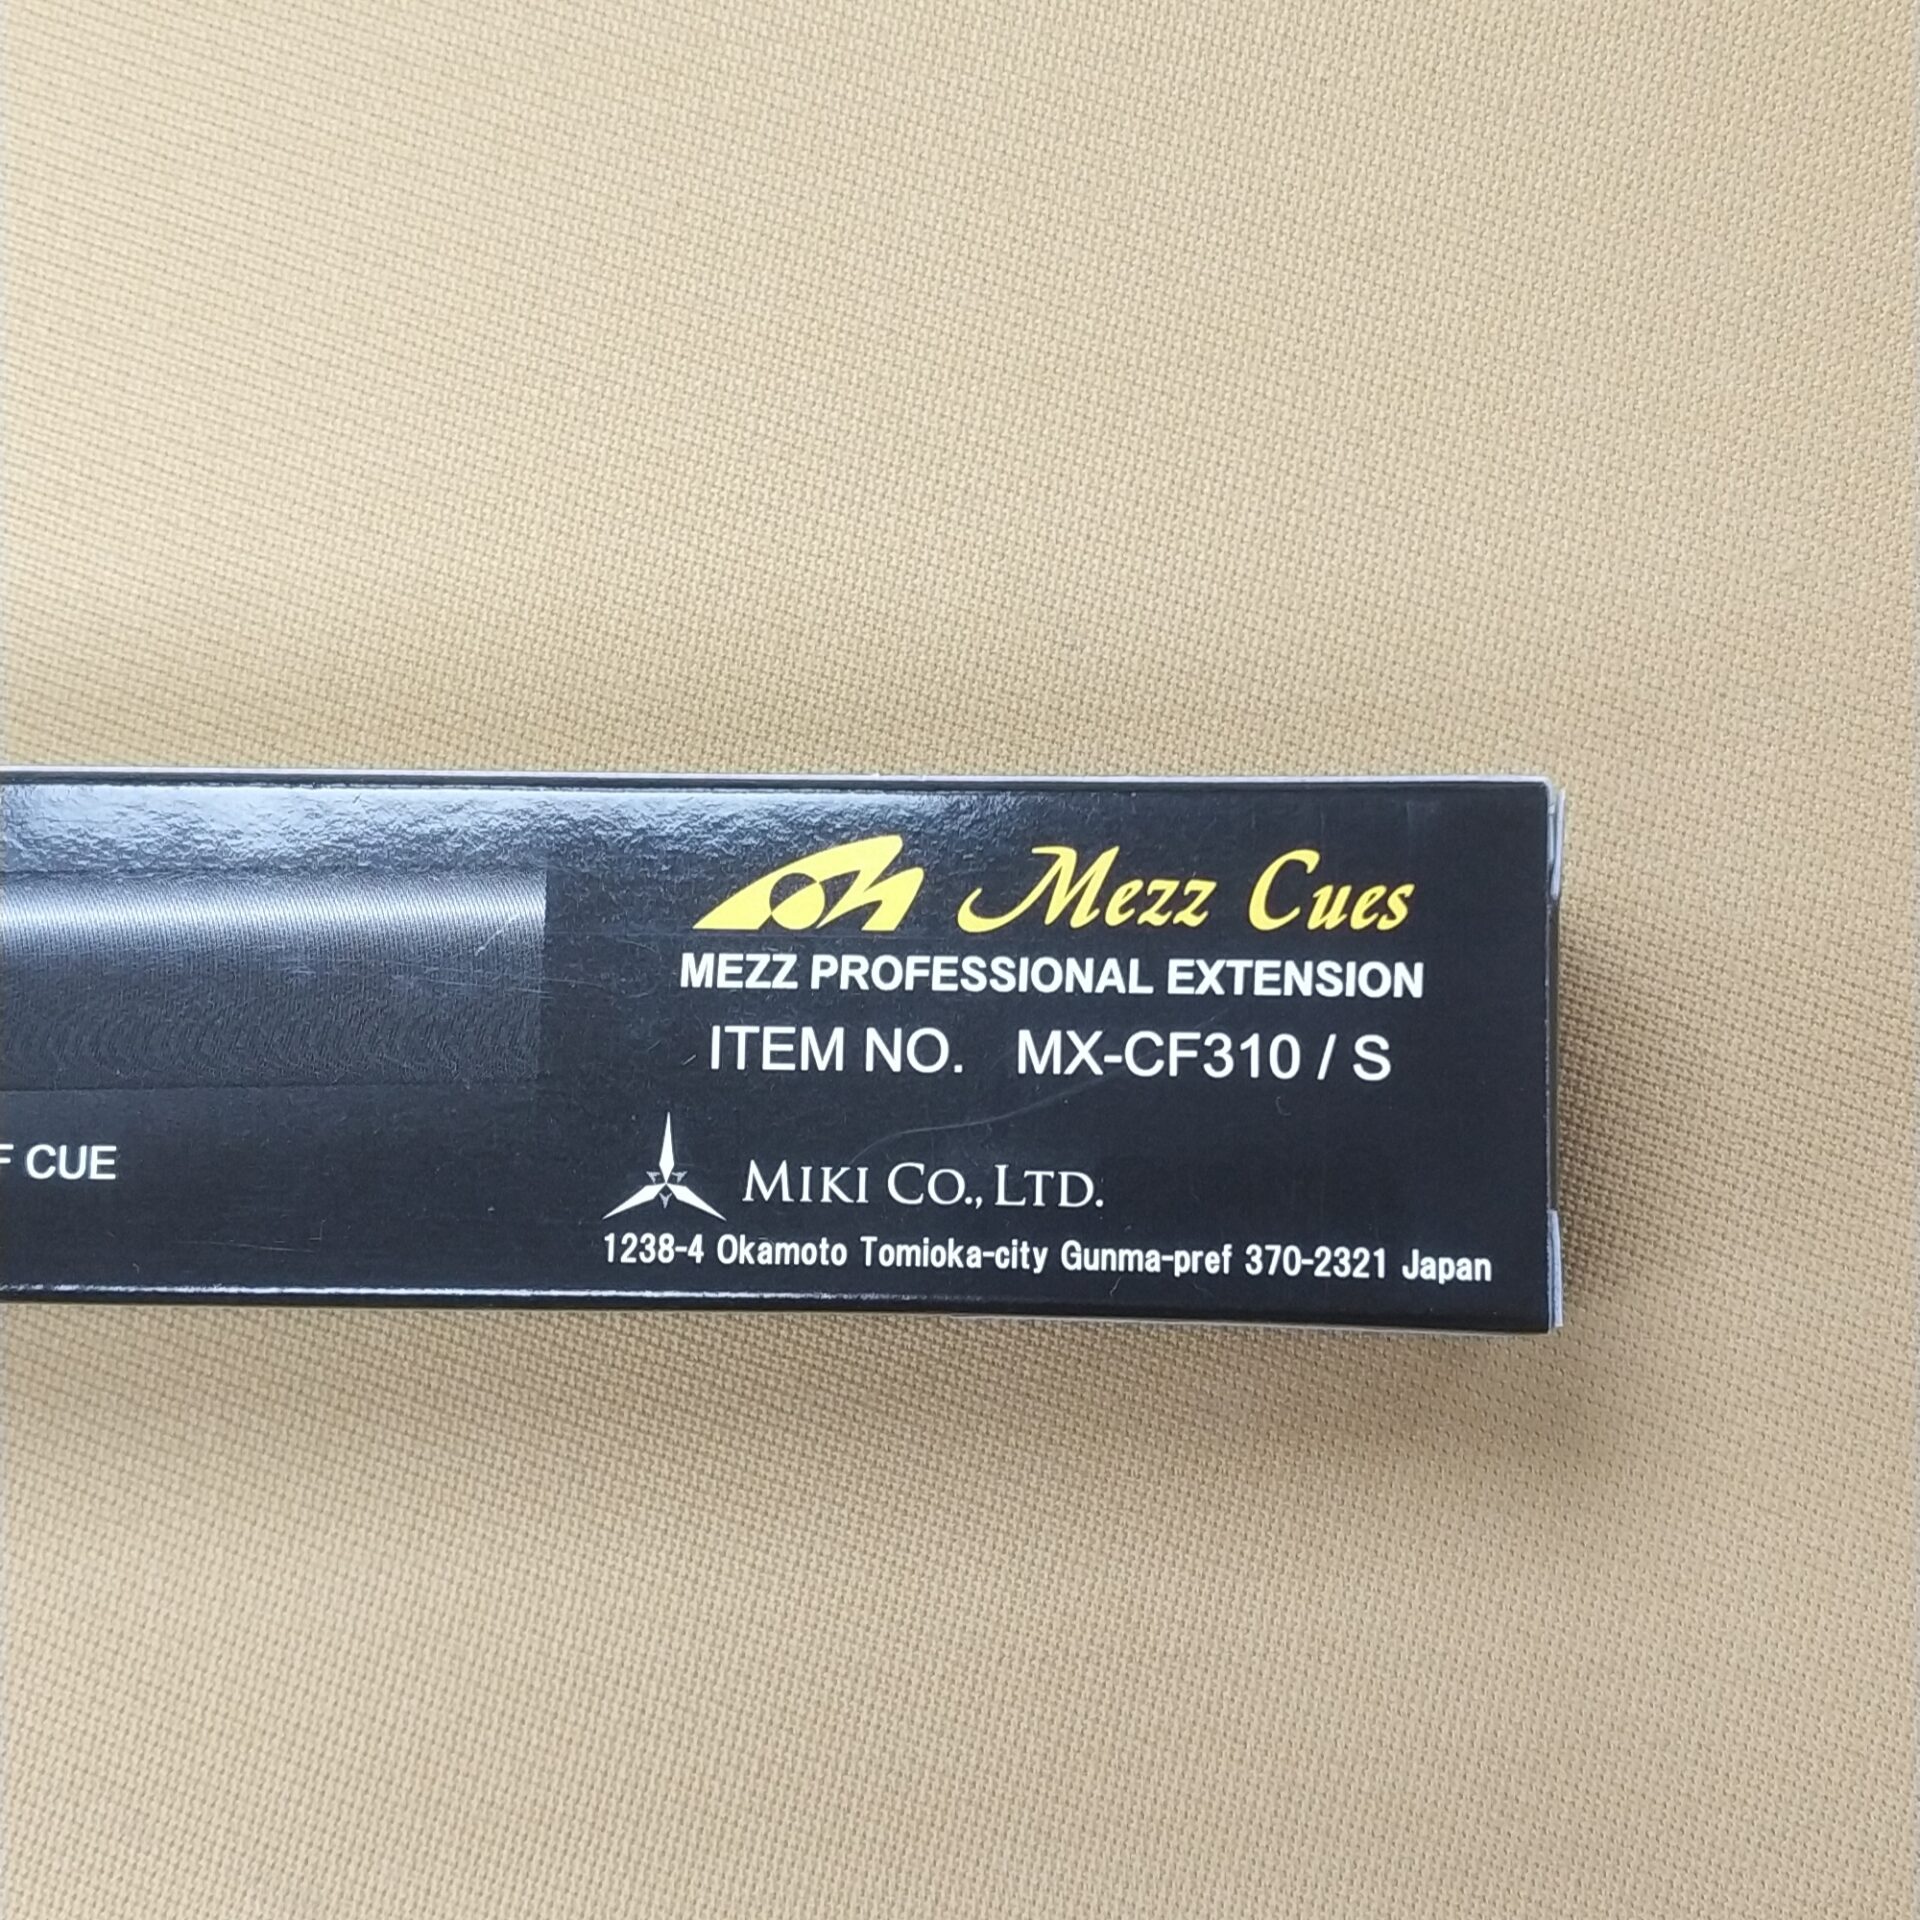 Mezz Cues
MEZZ PROFESSIONAL EXTENSION
ITEM NO. MX-CF310 / S
F CUE
MIKI CO., LTD.
1238-4 Okamoto Tomioka-city Gunma-pref 370-2321 Japan